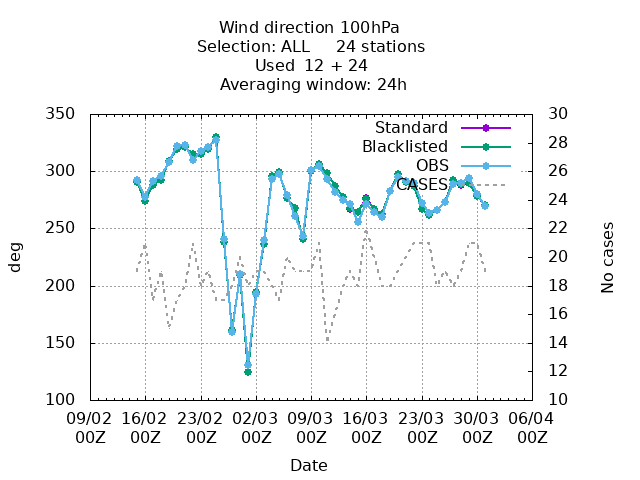 Wind direction 100hPa
Selection: ALL 24 stations
Used 12 + 24
Averaging window: 24h
350
300
250
200
150
100
deg
30
28
26
24
22
20
18
16
14
12
10
No cases
Standard
Blacklisted
OBS
CASES
09/02 16/02 23/02 02/03 09/03 16/03 23/03 30/03 06/04
00Z 00Z 00Z 00Z 00Z 00Z 00Z 00Z 00Z
Date